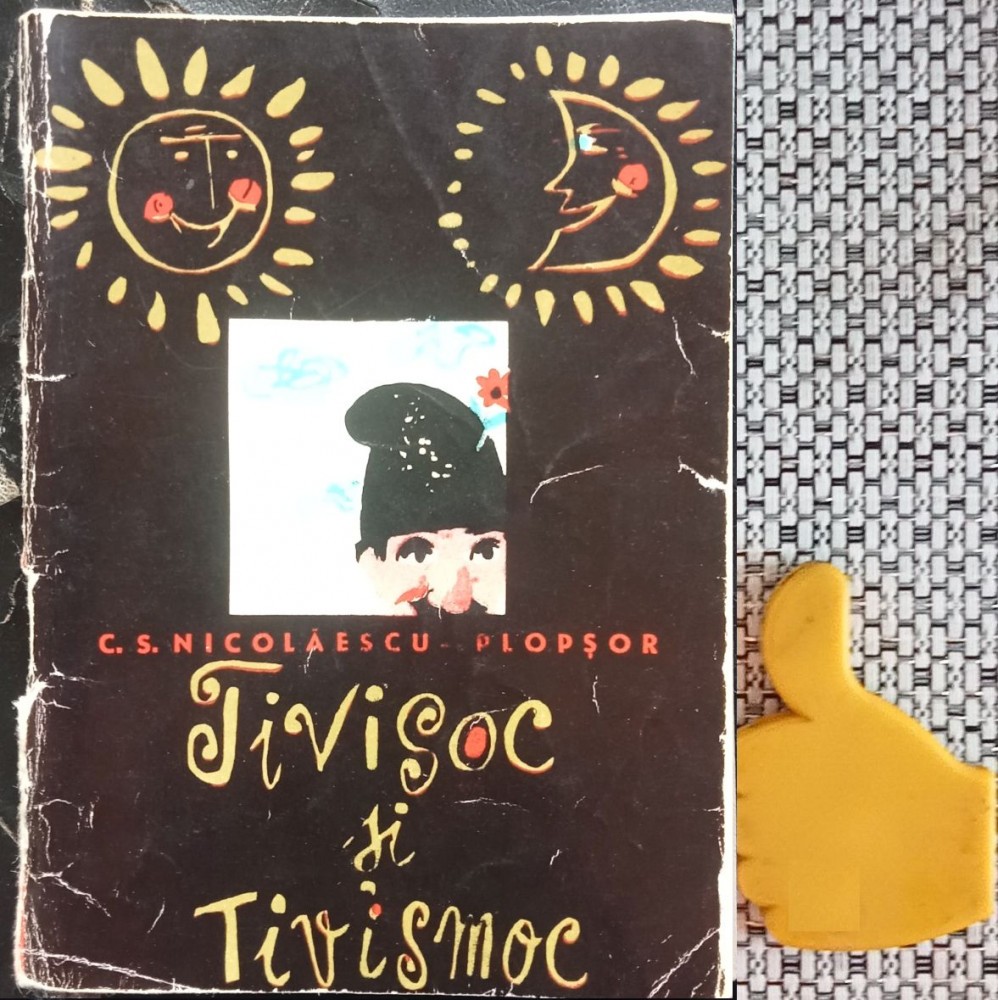 C. S. NICOLĂESCU - PLOPȘOR
Tivișoc
și
Tivismoc